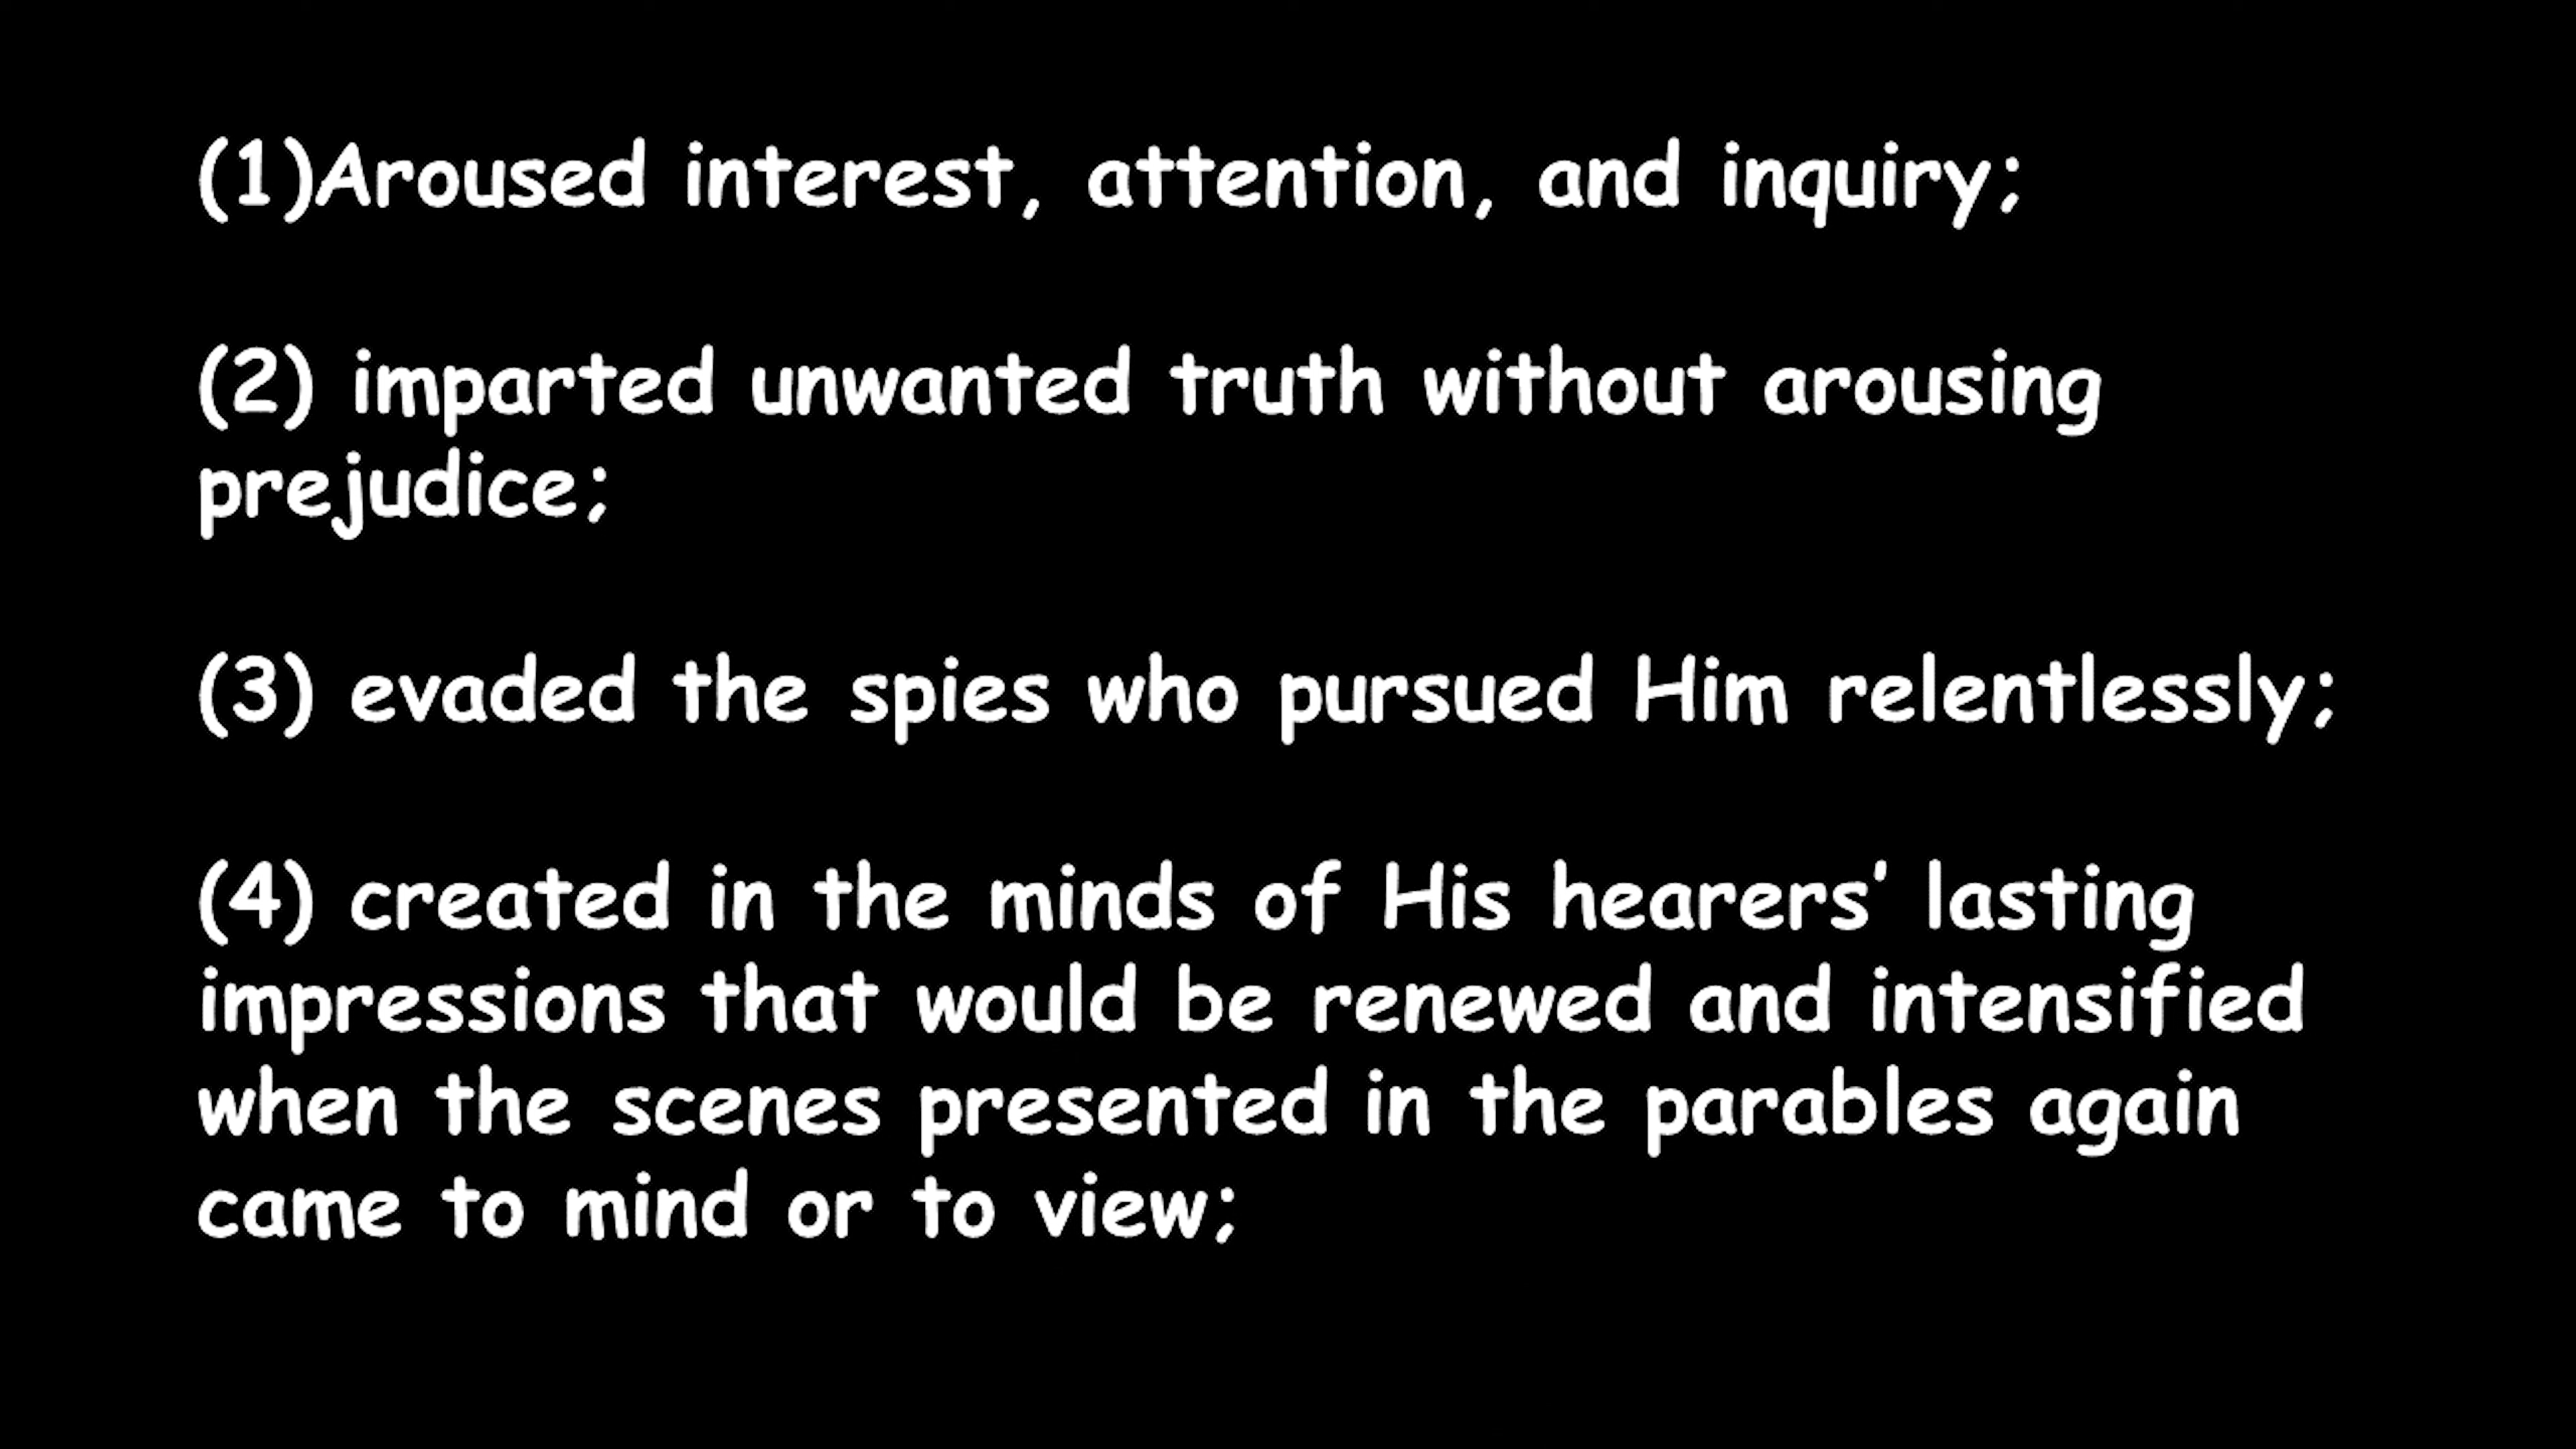 (1)Aroused interest, attention, and inquiry;
(2) imparted unwanted truth without arousing
prejudice;
(3) evaded the spies who pursued Him relentlessly;
(4) created in the minds of His hearers’ lasting
impressions that would be renewed and intensified
when the scenes presented in the parables again
came to mind or to view;